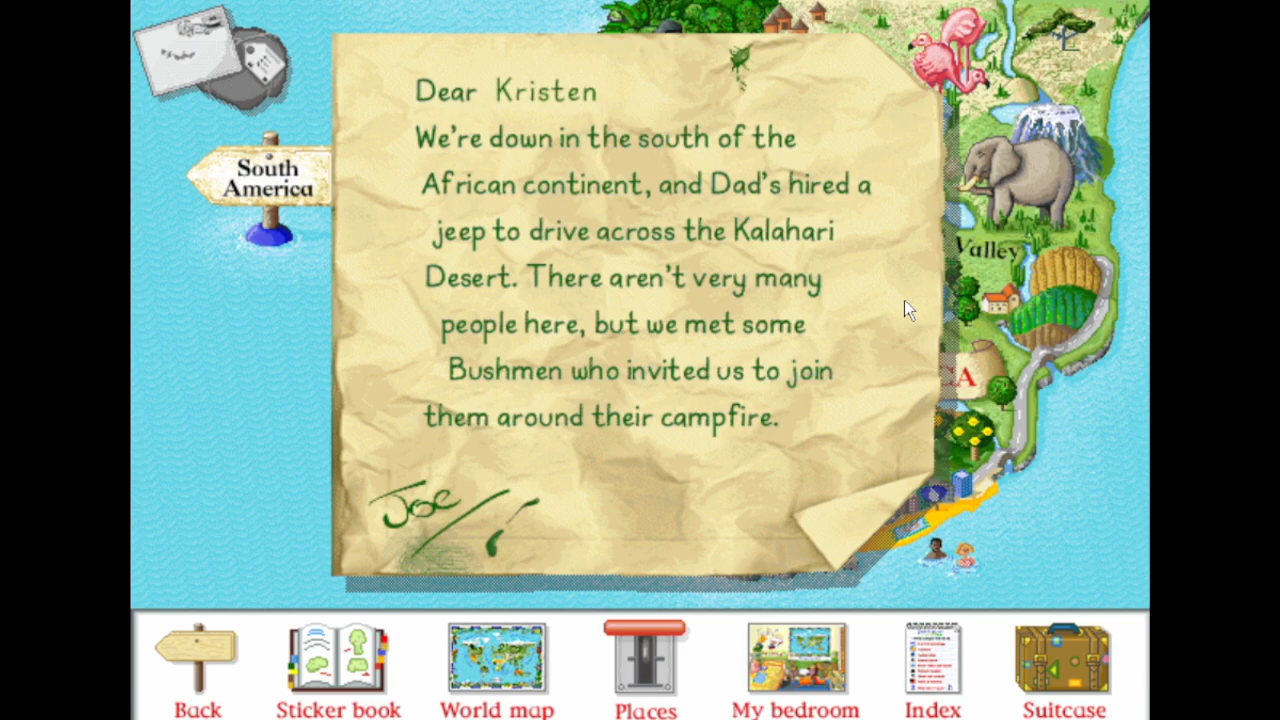 Dear Kristen
We're down in the south of the
African continent, and Dad's hired a
jeep to drive across the Kalahari
Desert. There aren't very many
people here, but we met some
Bushmen who invited us to join
them around their campfire.
Joe
South
America
Valley
CA
Back
Sticker book
World map
Places
My bedroom
Index
Suitcase